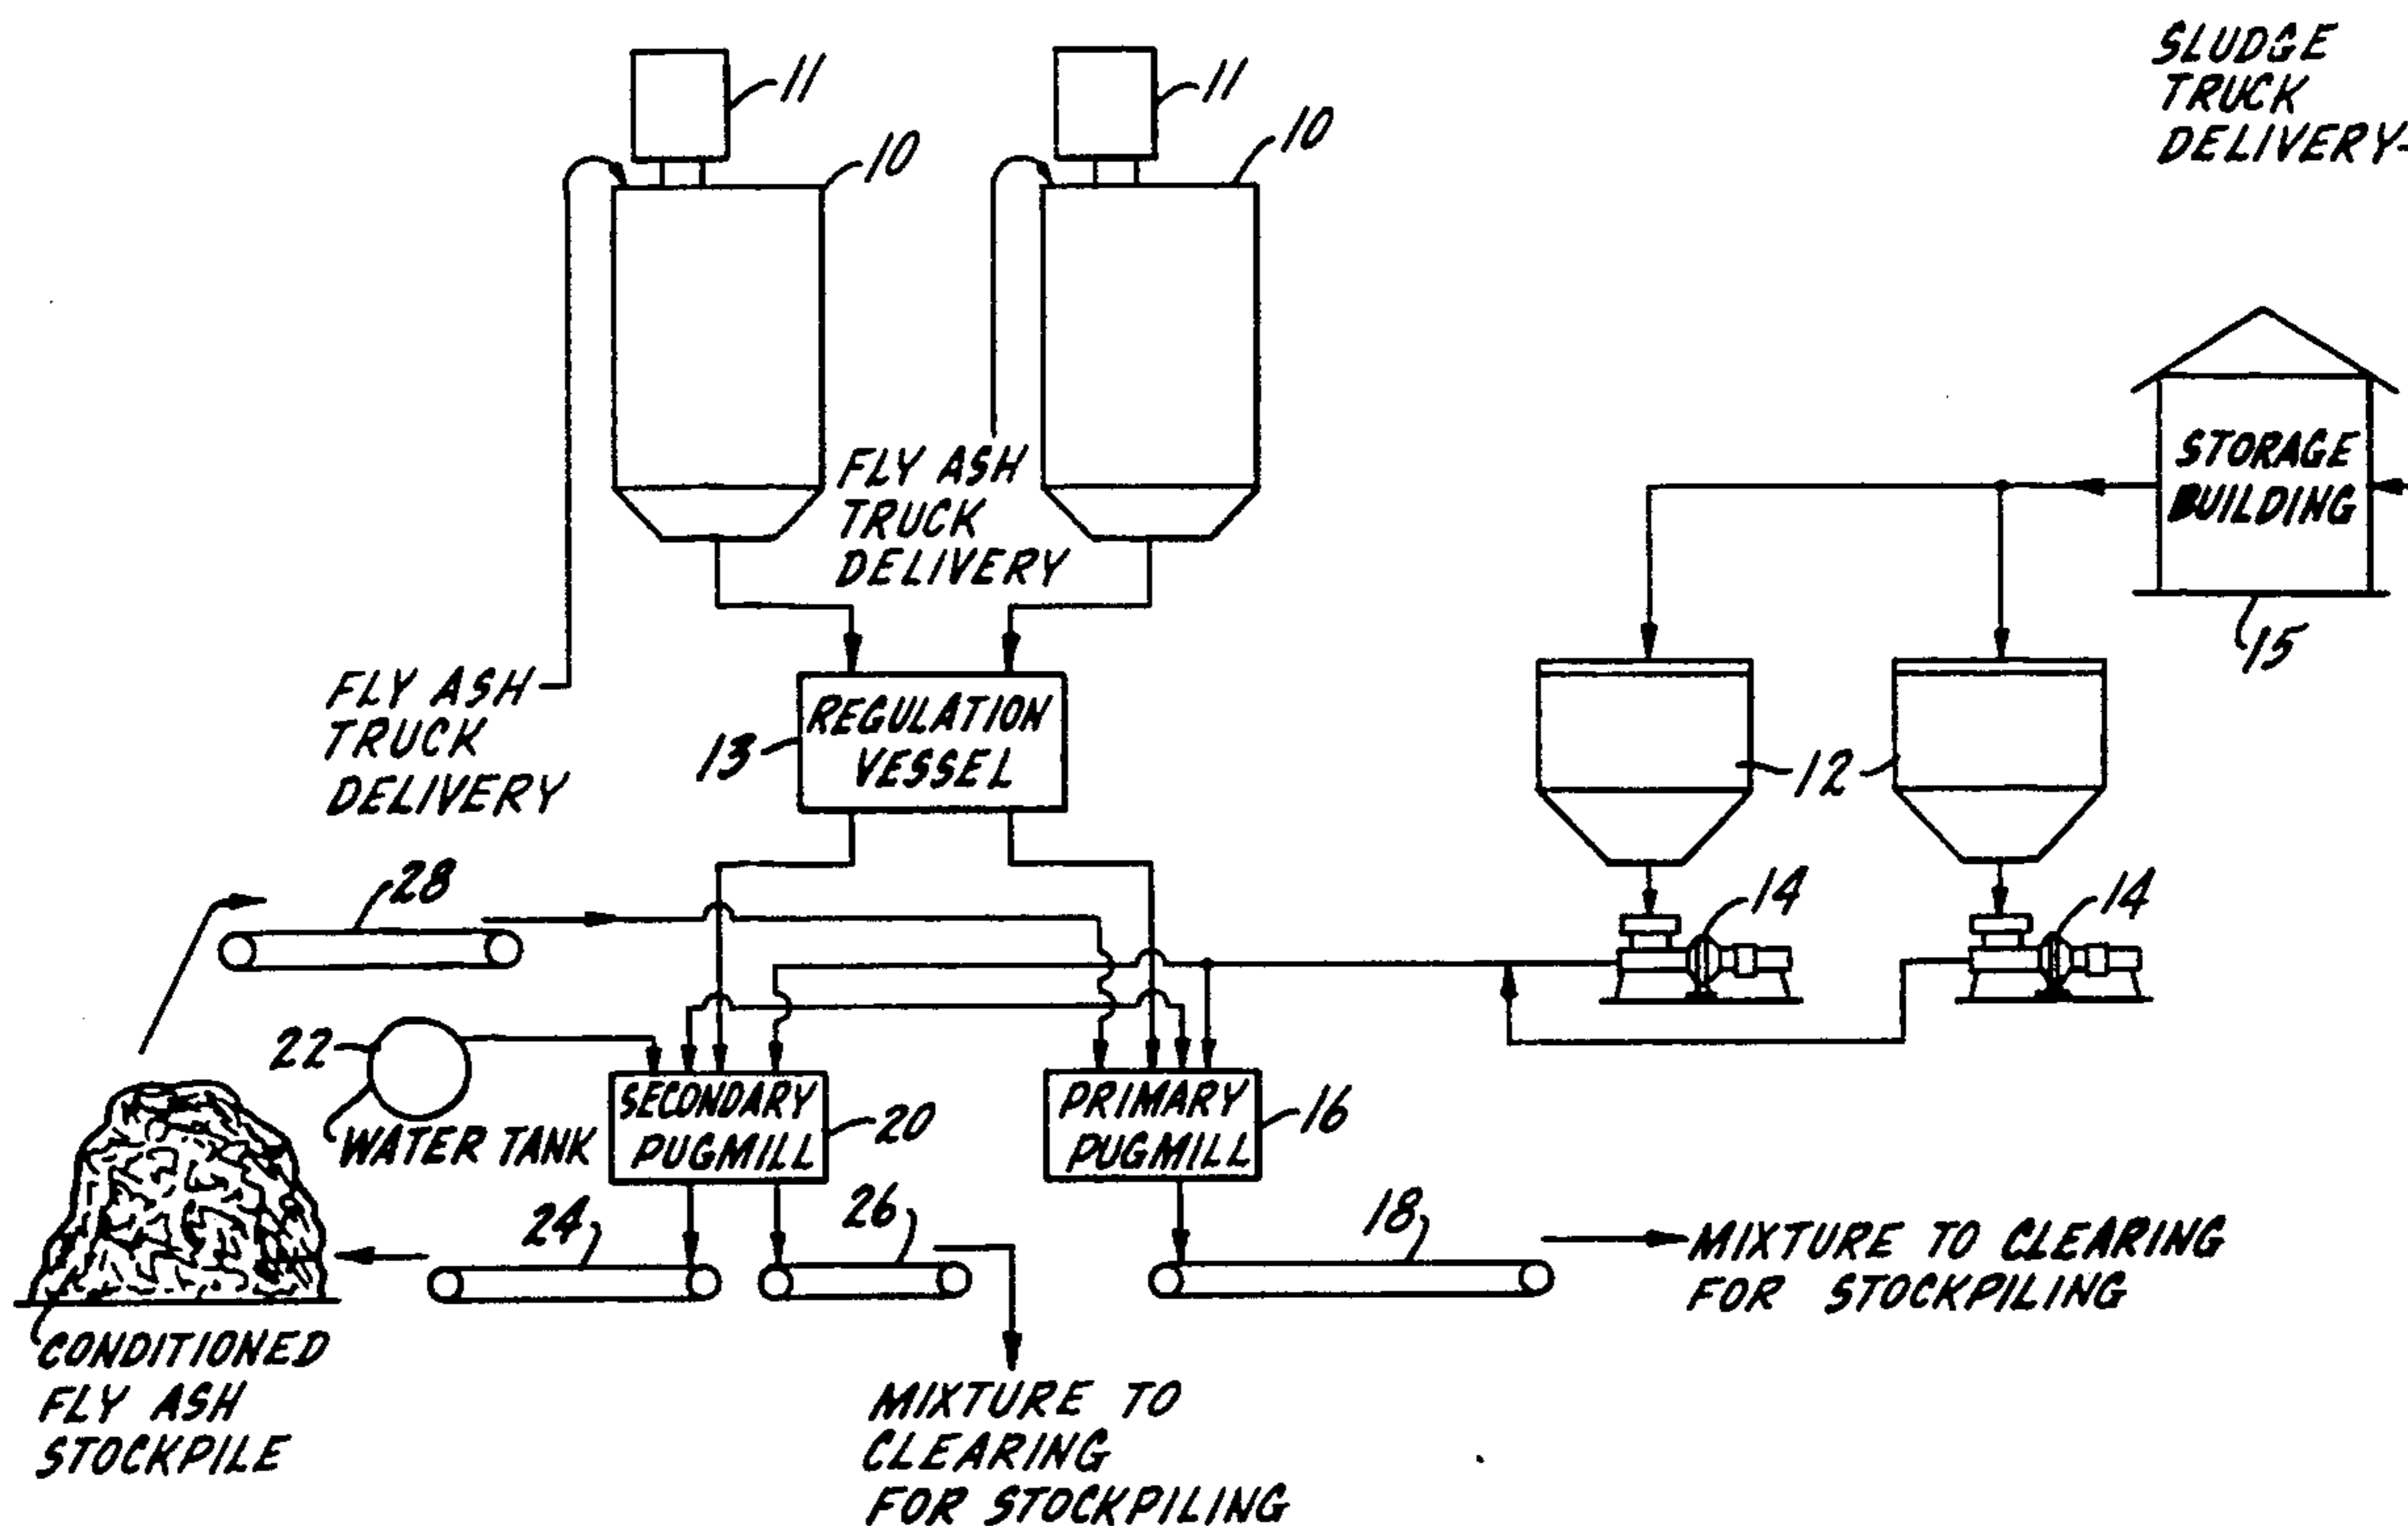 SLUDGE
TRUCK
DELIVERY
11
11
10
10
FLY ASH
TRUCK
DELIVERY
STORAGE
BUILDING
15
FLY ASH
TRUCK
DELIVERY
13
REGULATION
VESSEL
12
28
14
14
22
WATER TANK
SECONDARY
PUGMILL
20
PRIMARY
PUGMILL
16
24
26
18
MIXTURE TO CLEARING
FOR STOCKPILING
CONDITIONED
FLY ASH
STOCKPILE
MIXTURE TO
CLEARING
FOR STOCKPILING